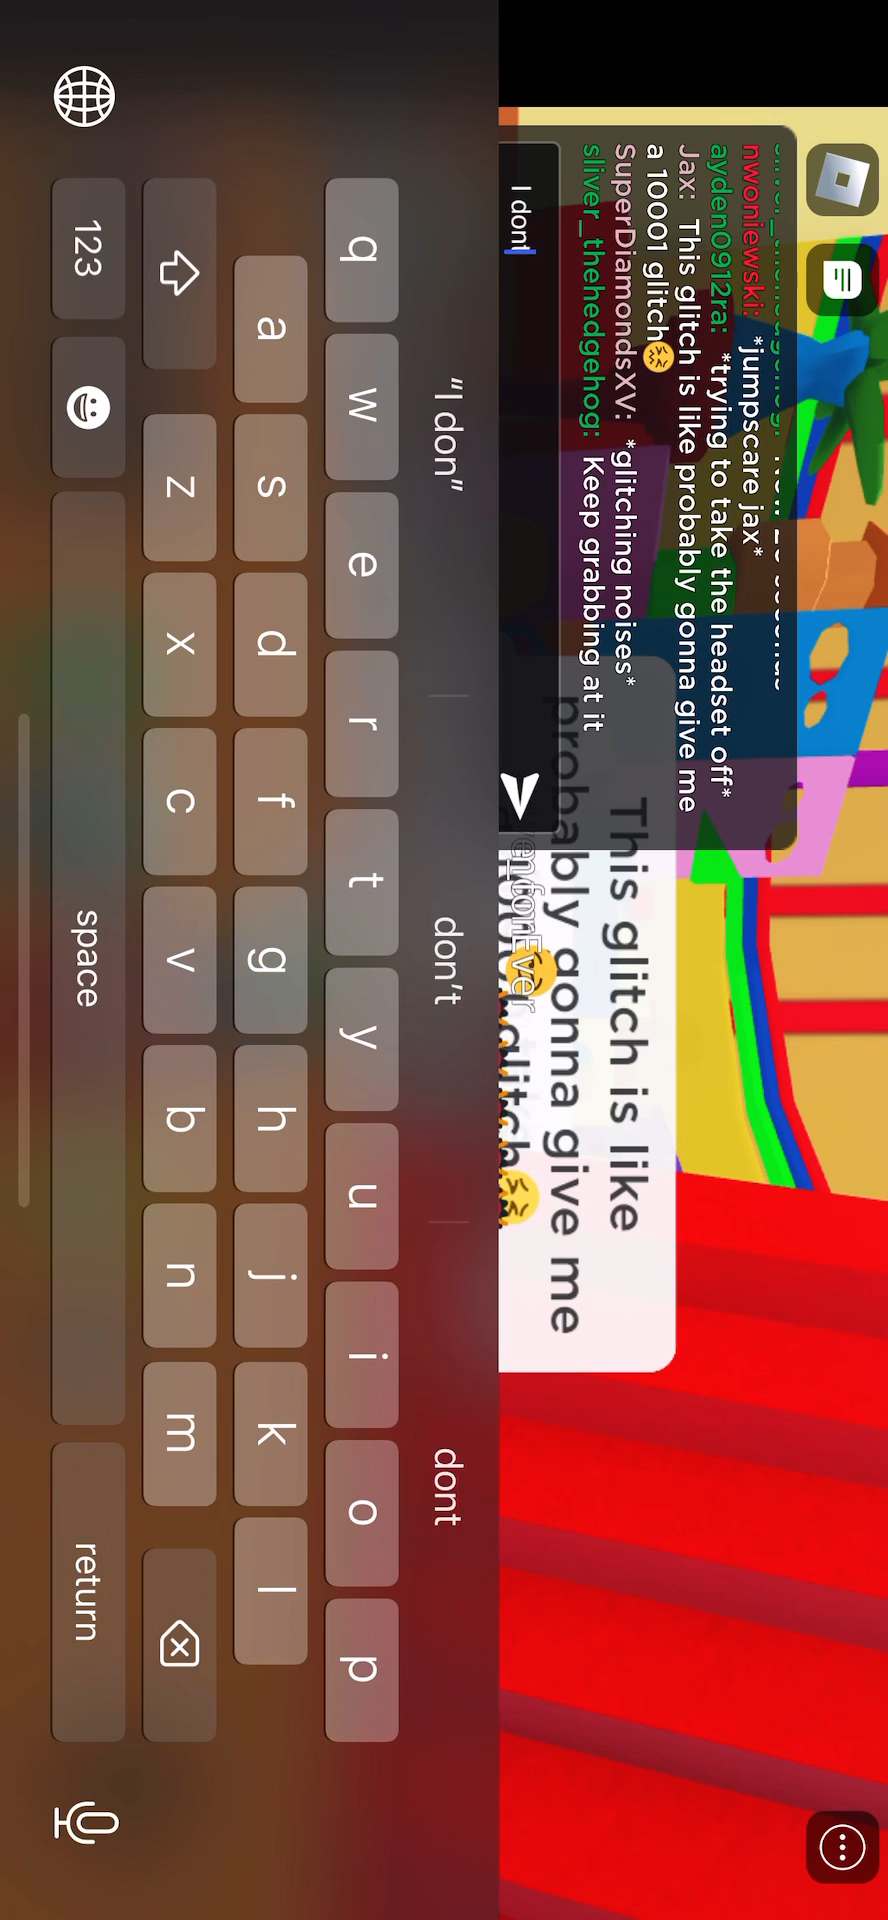 nwoniewski: *jumpscare jax*
ayden0912ra: *trying to take the headset off*
Jax: This glitch is like probably gonna give me
a 10001 glitch😖
SuperDiamondsXV: *glitching noises*
sliver_thehedgehog: Keep grabbing at it
I dont
This glitch is like
probably gonna give me
glitch😖
"I don" don't dont
q w e r t y u i o p
a s d f g h j k l
z x c v b n m
123 space return